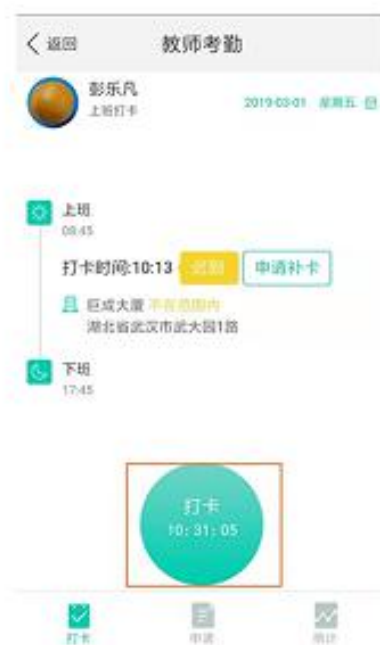 返回
教师考勤
彭乐凡
上班打卡
2019-03-01 星期五
上班
08:45
打卡时间:10:13 迟到 申请补卡
巨成大厦 不在范围内
湖北省武汉市武大园1路
下班
17:45
打卡
10:31:05
打卡 申请 统计